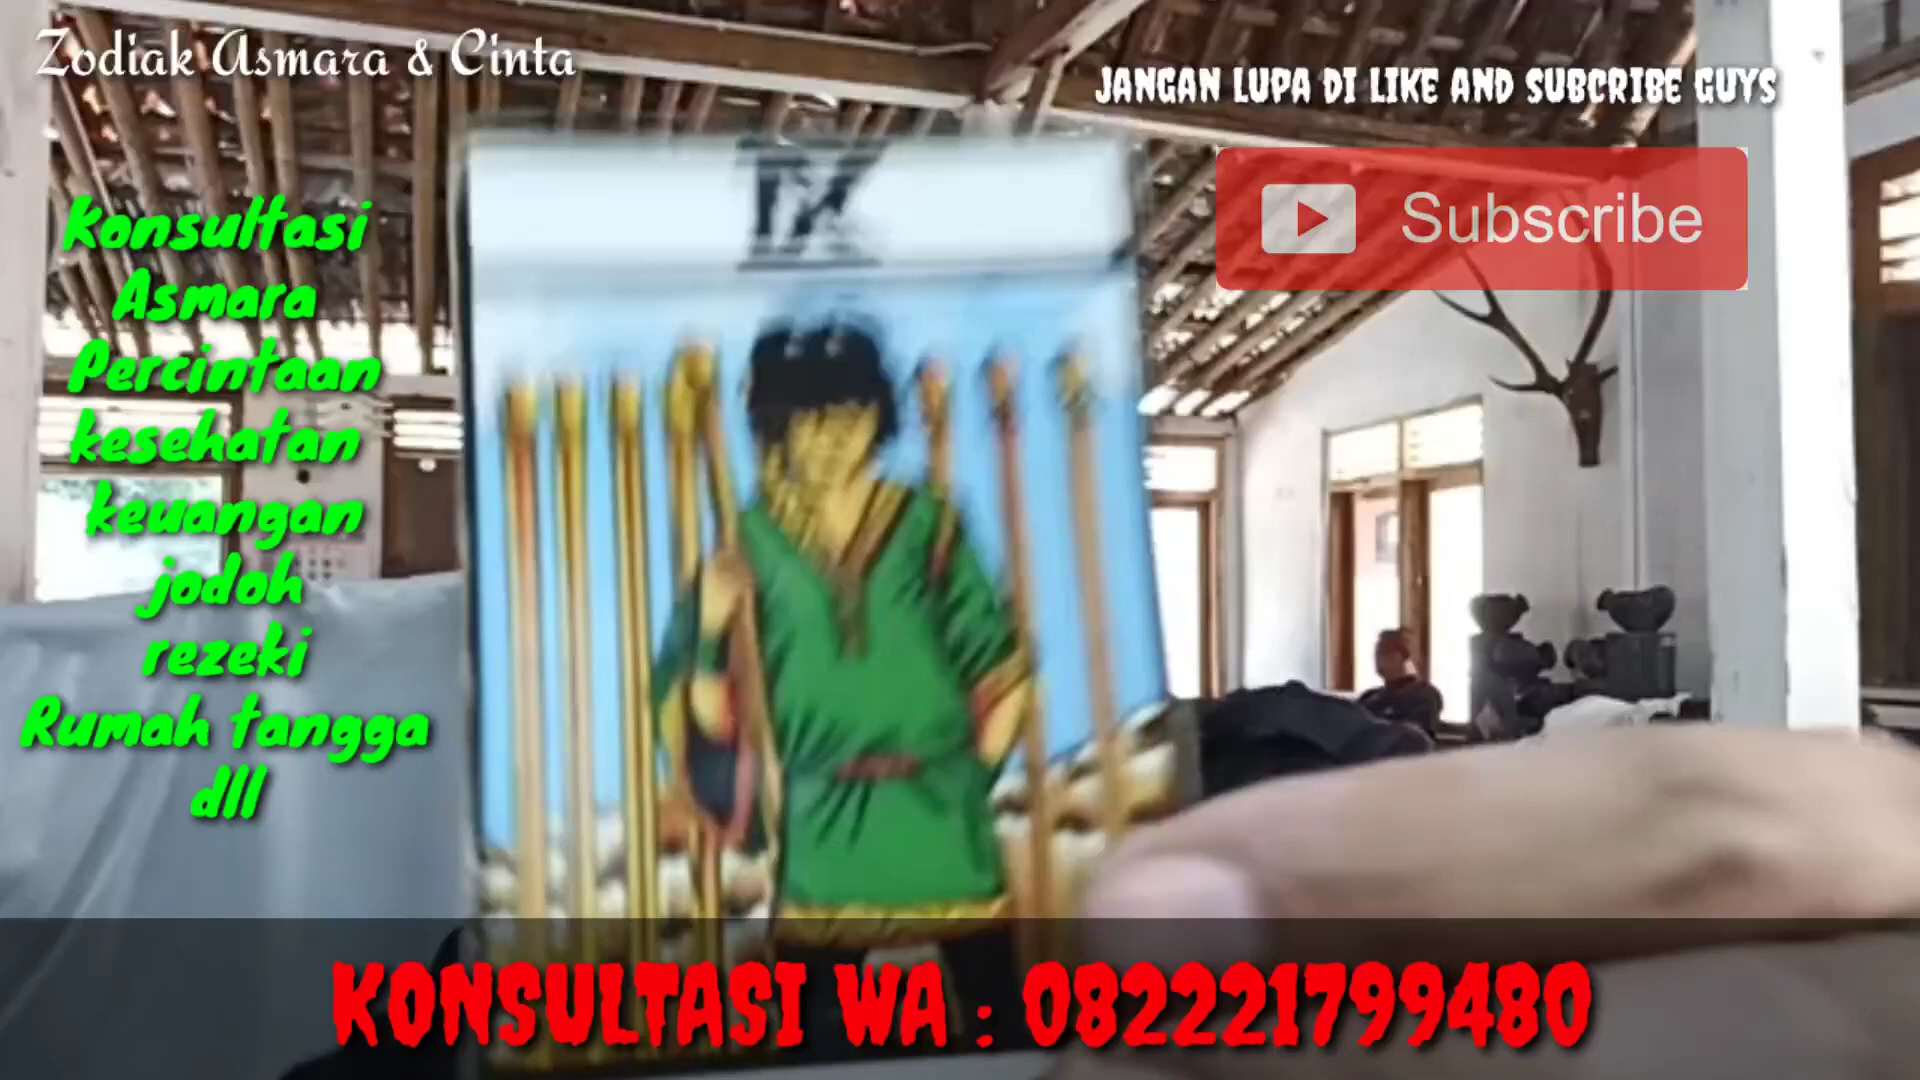 Zodiak Asmara & Cinta
JANGAN LUPA DI LIKE AND SUBCRIBE GUYS
Subscribe
IX
Konsultasi
Asmara
Percintaan
kesehatan
keuangan
jodoh
rezeki
Rumah tangga
dll
KONSULTASI WA : 082221799480